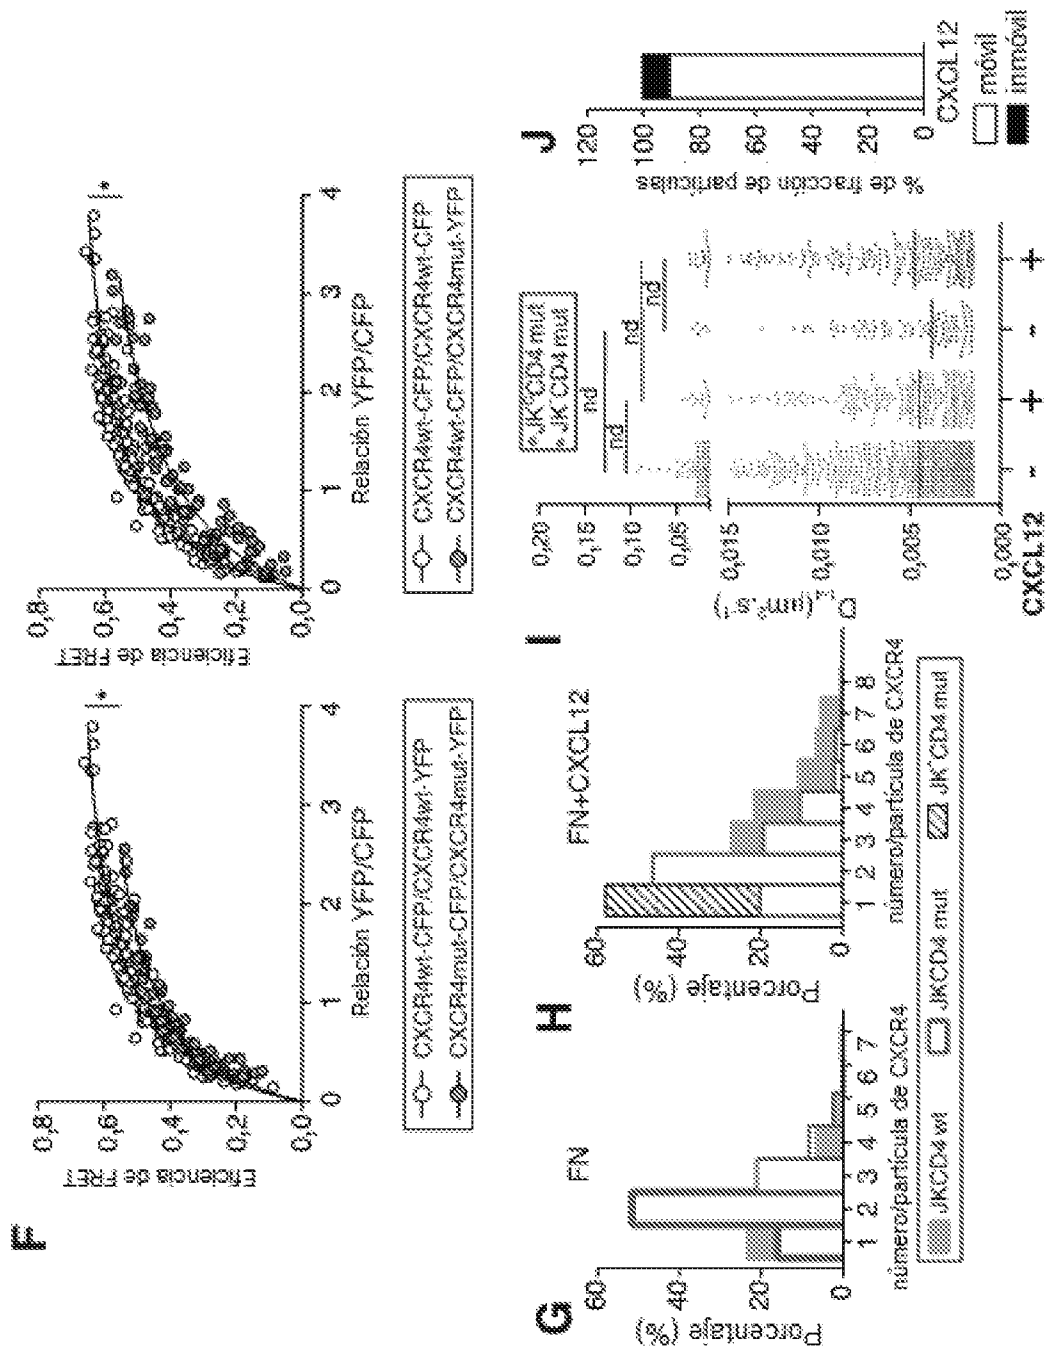 F
Eficiencia de FRET
0,8
0,6
0,4
0,2
0,0
0 1 2 3 4
Relación YFP/CFP
*
CXCR4wt-CFP/CXCR4wt-YFP
CXCR4mut-CFP/CXCR4mut-YFP
Eficiencia de FRET
0,8
0,6
0,4
0,2
0,0
0 1 2 3 4
Relación YFP/CFP
*
CXCR4wt-CFP/CXCR4wt-CFP
CXCR4wt-CFP/CXCR4mut-YFP
G
FN
Porcentaje (%)
60
40
20
0
1 2 3 4 5 6 7
número/partícula de CXCR4
H
FN+CXCL12
Porcentaje (%)
60
40
20
0
1 2 3 4 5 6 7 8
número/partícula de CXCR4
JKCD4 wt
JKCD4 mut
JK⁻CD4 mut
I
CD4 mut
JK⁻CD4 mut
nd
nd
nd
nd
0,20
0,15
0,10
0,05
0,015
0,010
0,005
0,000
(µm².s⁻¹)
CXCL12 - + - +
J
% de fracción de partículas
120
100
80
60
40
20
0
CXCL12
móvil
inmóvil